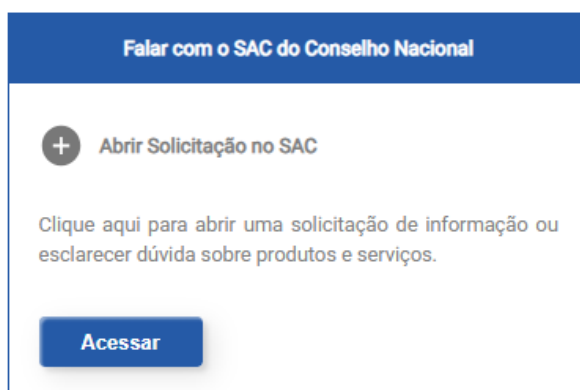 Falar com o SAC do Conselho Nacional
Abrir Solicitação no SAC
Clique aqui para abrir uma solicitação de informação ou
esclarecer dúvida sobre produtos e serviços.
Acessar